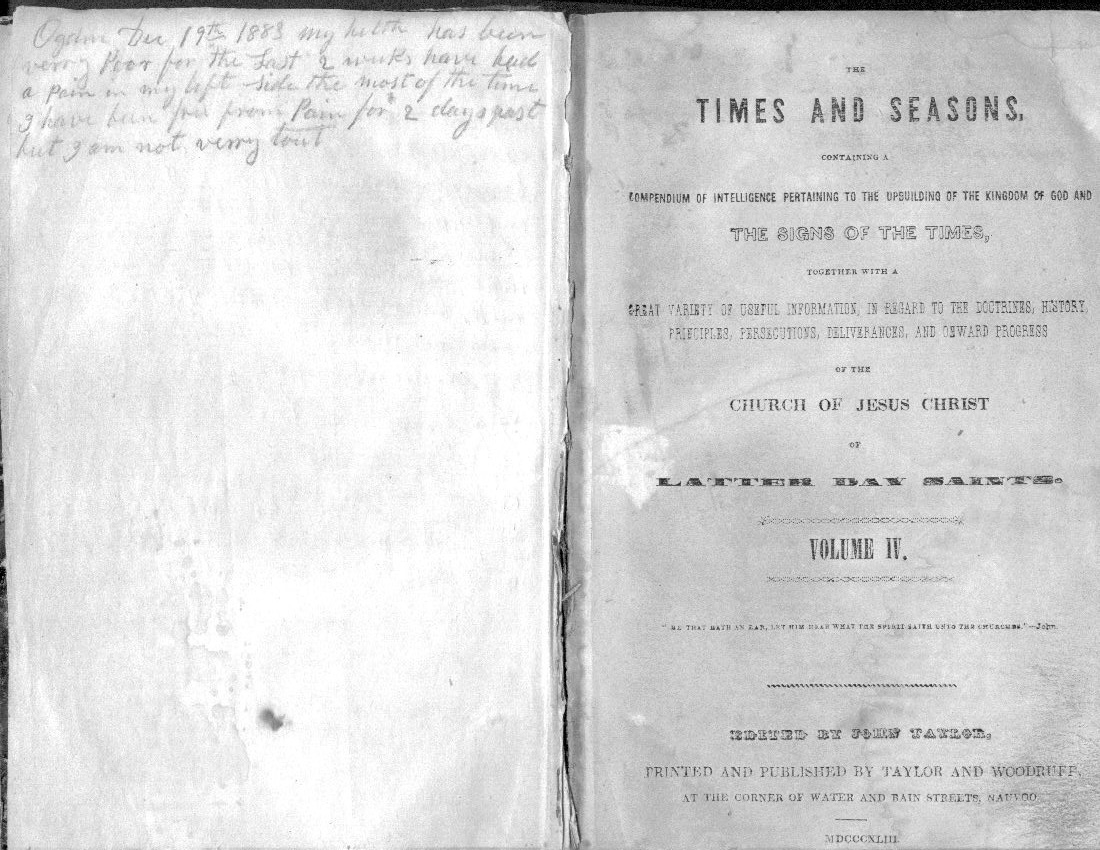 Ogden Dec 19th 1883 my helth has been
verry Poor for the Last 2 weeks have had
a Pain in my left side the most of the time
I have been free from Pain for 2 days past
but I am not verry tout
THE
TIMES AND SEASONS,
CONTAINING A
COMPENDIUM OF INTELLIGENCE PERTAINING TO THE UPBUILDING OF THE KINGDOM OF GOD AND
THE SIGNS OF THE TIMES,
TOGETHER WITH A
GREAT VARIETY OF USEFUL INFORMATION, IN REGARD TO THE DOCTRINES, HISTORY,
PRINCIPLES, PERSECUTIONS, DELIVERANCES, AND ONWARD PROGRESS
OF THE
CHURCH OF JESUS CHRIST
OF
LATTER DAY SAINTS.
VOLUME IV.
"HE THAT HATH AN EAR, LET HIM HEAR WHAT THE SPIRIT SAITH UNTO THE CHURCHES."—John.
EDITED BY JOHN TAYLOR,
PRINTED AND PUBLISHED BY TAYLOR AND WOODRUFF,
AT THE CORNER OF WATER AND BAIN STREETS, NAUVOO.
MDCCCXLIII.